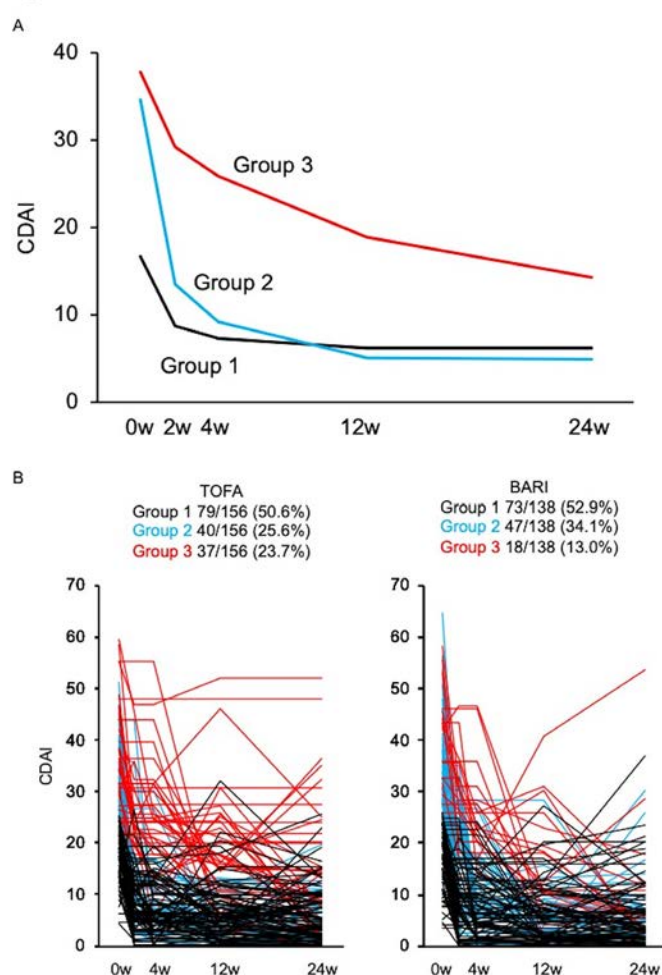 A
40
30
20
10
0
CDAI
Group 3
Group 2
Group 1
0w 2w 4w 12w 24w
B
TOFA
Group 1 79/156 (50.6%)
Group 2 40/156 (25.6%)
Group 3 37/156 (23.7%)
BARI
Group 1 73/138 (52.9%)
Group 2 47/138 (34.1%)
Group 3 18/138 (13.0%)
70
60
50
40
30
20
10
0
CDAI
0w 4w 12w 24w
70
60
50
40
30
20
10
0
0w 4w 12w 24w